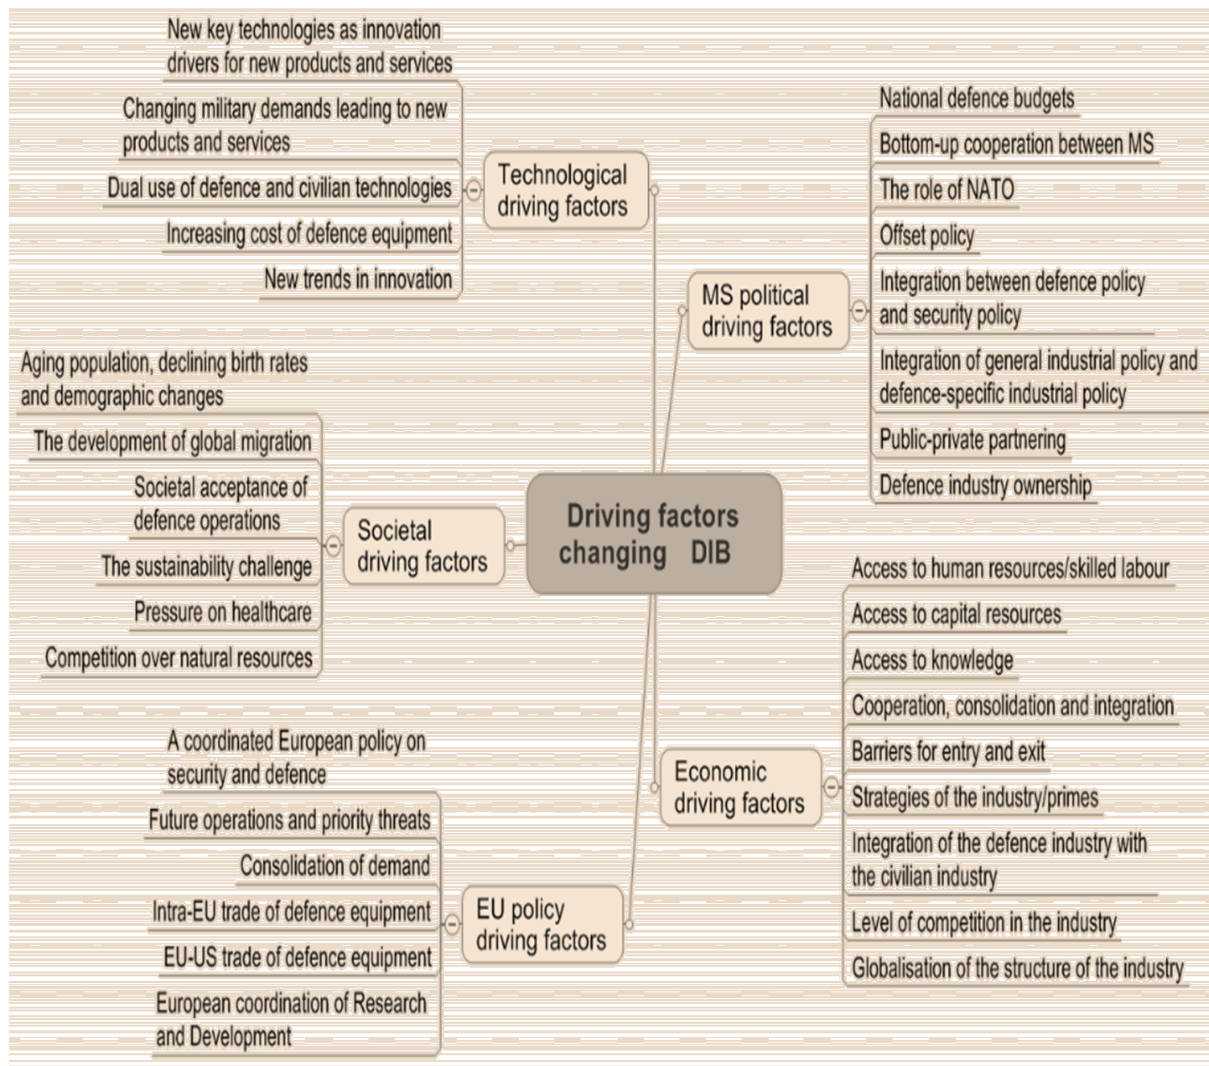 New key technologies as innovation
drivers for new products and services
Changing military demands leading to new
products and services
Dual use of defence and civilian technologies
Increasing cost of defence equipment
New trends in innovation
Technological
driving factors
National defence budgets
Bottom-up cooperation between MS
The role of NATO
Offset policy
Integration between defence policy
and security policy
Integration of general industrial policy and
defence-specific industrial policy
Public-private partnering
Defence industry ownership
MS political
driving factors
Aging population, declining birth rates
and demographic changes
The development of global migration
Societal acceptance of
defence operations
The sustainability challenge
Pressure on healthcare
Competition over natural resources
Societal
driving factors
Driving factors
changing DIB
Access to human resources/skilled labour
Access to capital resources
Access to knowledge
Cooperation, consolidation and integration
Barriers for entry and exit
Strategies of the industry/primes
Integration of the defence industry with
the civilian industry
Level of competition in the industry
Globalisation of the structure of the industry
Economic
driving factors
A coordinated European policy on
security and defence
Future operations and priority threats
Consolidation of demand
Intra-EU trade of defence equipment
EU-US trade of defence equipment
European coordination of Research
and Development
EU policy
driving factors